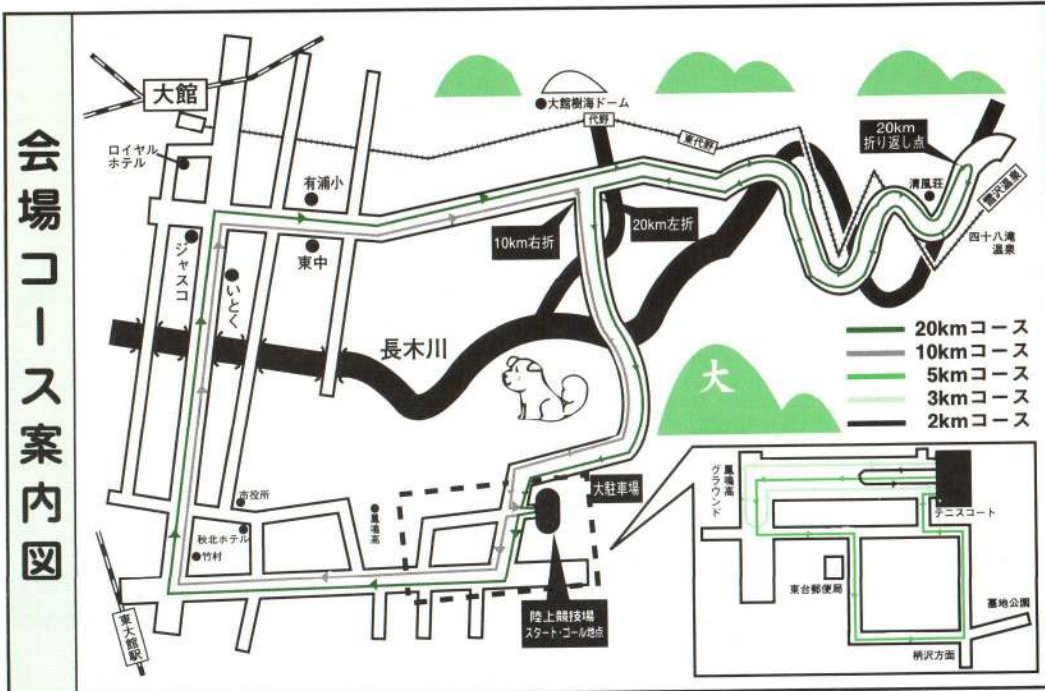 会場コース案内図
大館
ロイヤル
ホテル
有浦小
東中
ジャスコ
いとく
●大館樹海ドーム
代野
東代野
20km
折り返し点
清風荘
雪沢温泉
四十八滝
温泉
10km右折
20km左折
長木川
大
20kmコース
10kmコース
5kmコース
3kmコース
2kmコース
市役所
秋北ホテル
竹村
鳳鳴高
大駐車場
陸上競技場
スタート・ゴール地点
東大館駅
鳳鳴高
グラウンド
テニスコート
東台郵便局
墓地公園
柄沢方面